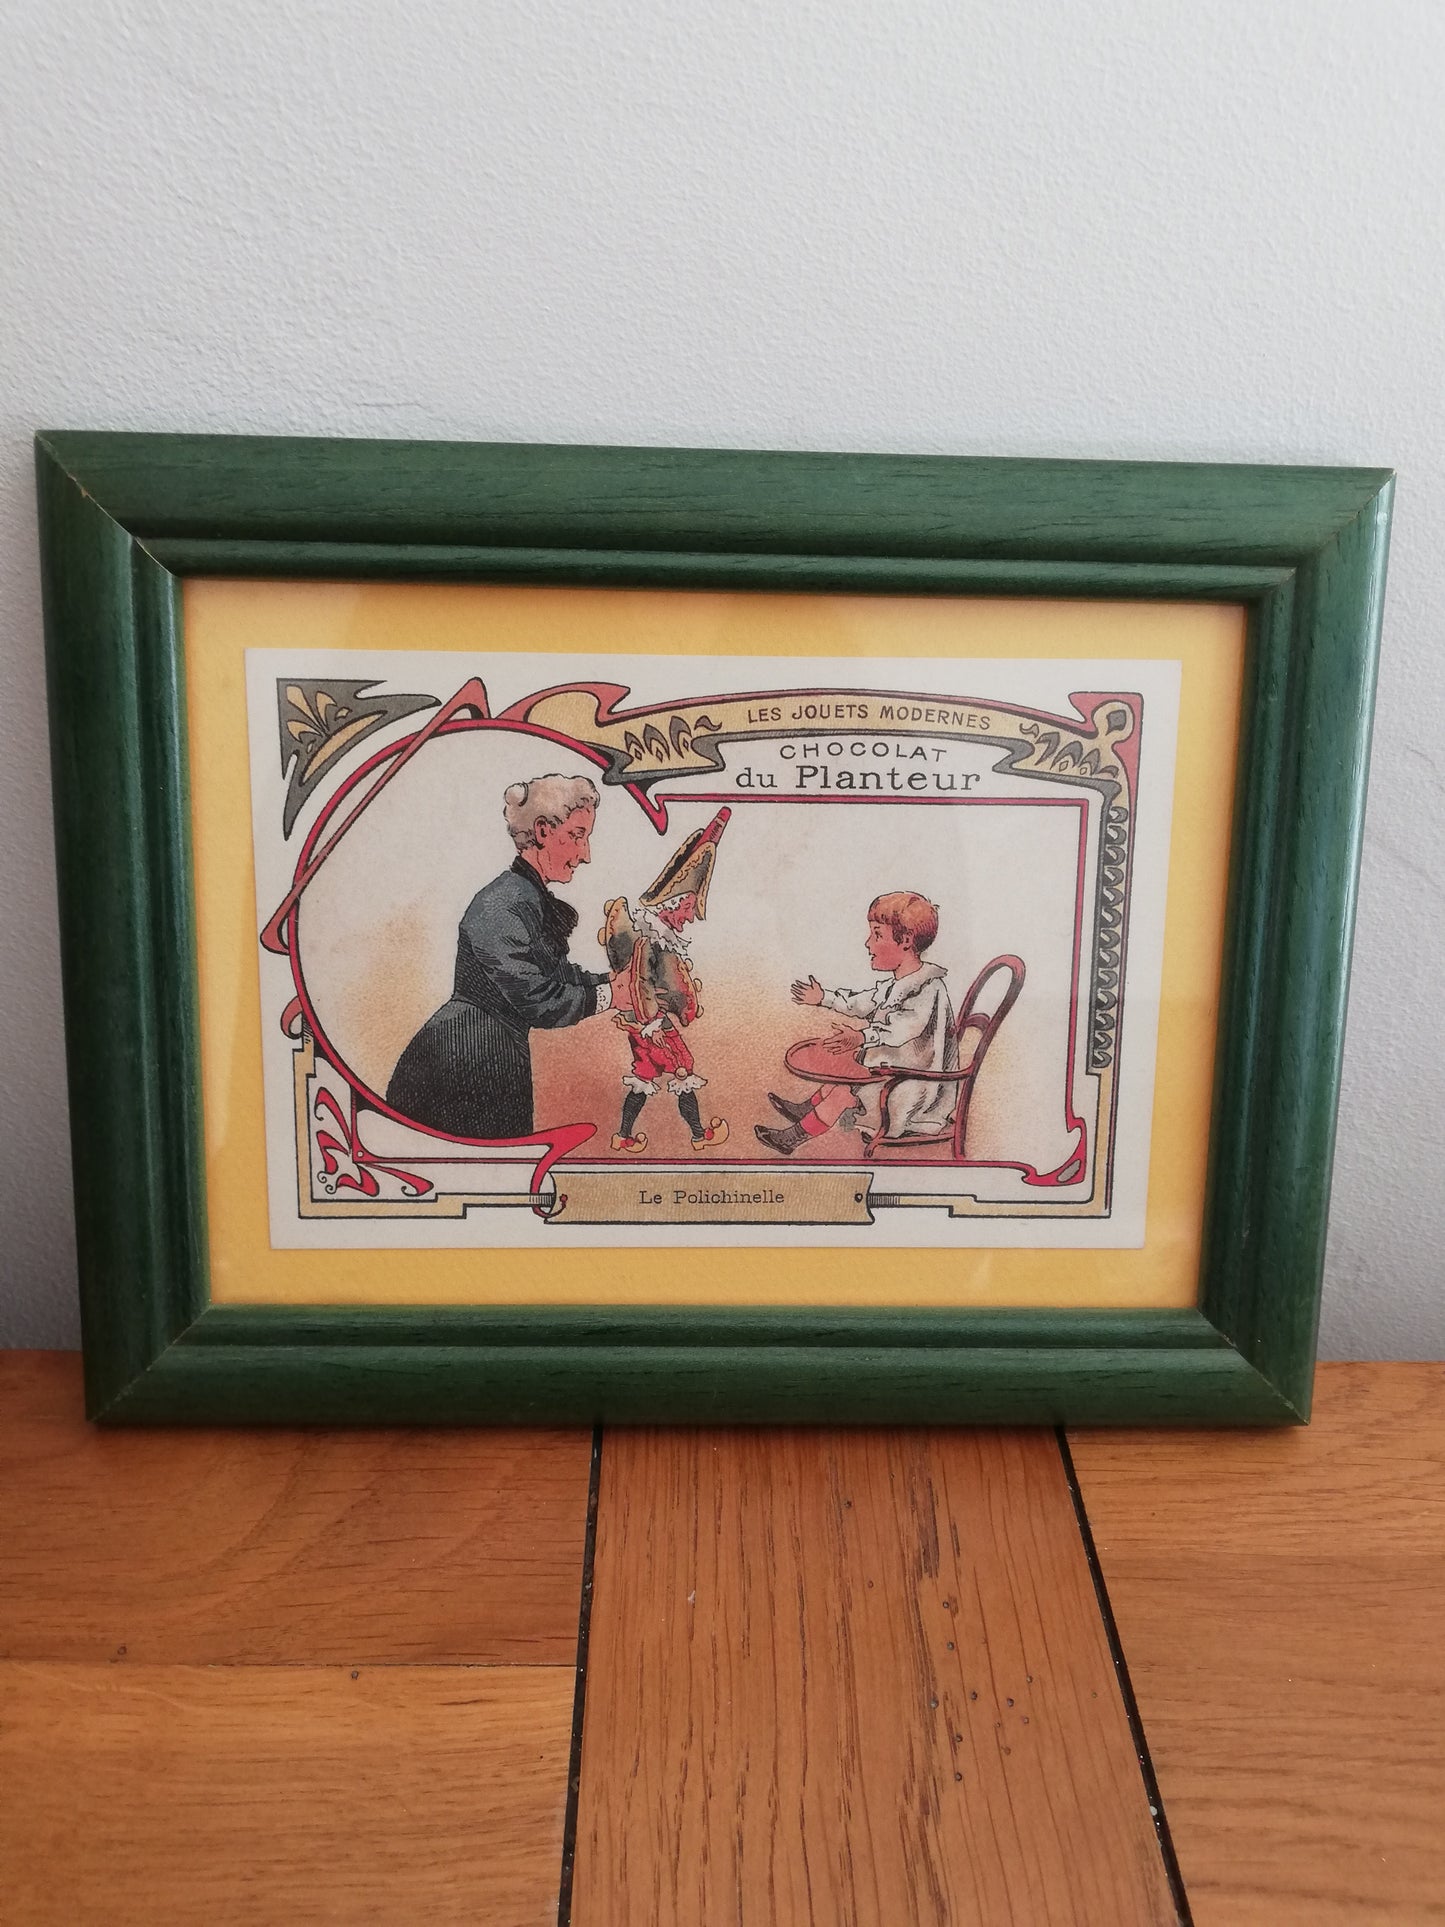 LES JOUETS MODERNES
CHOCOLAT
du Planteur
Le Polichinelle